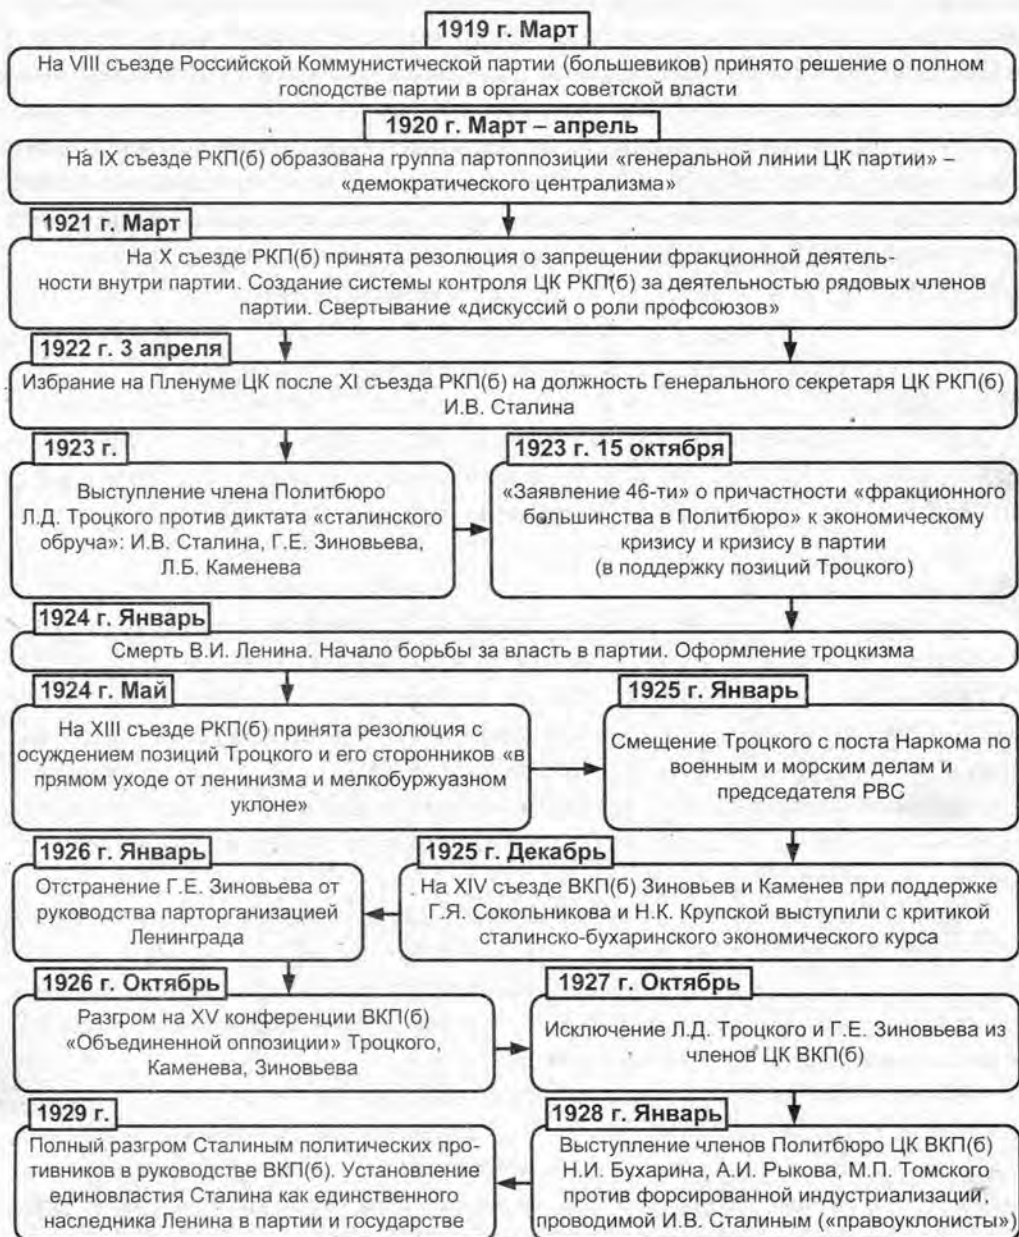 1919 г. Март
На VIII съезде Российской Коммунистической партии (большевиков) принято решение о полном
господстве партии в органах советской власти
1920 г. Март – апрель
На IX съезде РКП(б) образована группа партоппозиции «генеральной линии ЦК партии» –
«демократического централизма»
1921 г. Март
На X съезде РКП(б) принята резолюция о запрещении фракционной деятель-
ности внутри партии. Создание системы контроля ЦК РКП(б) за деятельностью рядовых членов
партии. Свертывание «дискуссий о роли профсоюзов»
1922 г. 3 апреля
Избрание на Пленуме ЦК после XI съезда РКП(б) на должность Генерального секретаря ЦК РКП(б)
И.В. Сталина
1923 г.
Выступление члена Политбюро
Л.Д. Троцкого против диктата «сталинского
обруча»: И.В. Сталина, Г.Е. Зиновьева,
Л.Б. Каменева
1923 г. 15 октября
«Заявление 46-ти» о причастности «фракционного
большинства в Политбюро» к экономическому
кризису и кризису в партии
(в поддержку позиций Троцкого)
1924 г. Январь
Смерть В.И. Ленина. Начало борьбы за власть в партии. Оформление троцкизма
1924 г. Май
На XIII съезде РКП(б) принята резолюция с
осуждением позиций Троцкого и его сторонников «в
прямом уходе от ленинизма и мелкобуржуазном
уклоне»
1925 г. Январь
Смещение Троцкого с поста Наркома по
военным и морским делам и
председателя РВС
1925 г. Декабрь
На XIV съезде ВКП(б) Зиновьев и Каменев при поддержке
Г.Я. Сокольникова и Н.К. Крупской выступили с критикой
сталинско-бухаринского экономического курса
1926 г. Январь
Отстранение Г.Е. Зиновьева от
руководства парторганизацией
Ленинграда
1926 г. Октябрь
Разгром на XV конференции ВКП(б)
«Объединенной оппозиции» Троцкого,
Каменева, Зиновьева
1927 г. Октябрь
Исключение Л.Д. Троцкого и Г.Е. Зиновьева из
членов ЦК ВКП(б)
1928 г. Январь
Выступление членов Политбюро ЦК ВКП(б)
Н.И. Бухарина, А.И. Рыкова, М.П. Томского
против форсированной индустриализаций,
проводимой И.В. Сталиным («правоуклонисты»)
1929 г.
Полный разгром Сталиным политических про-
тивников в руководстве ВКП(б). Установление
единовластия Сталина как единственного
наследника Ленина в партии и государстве